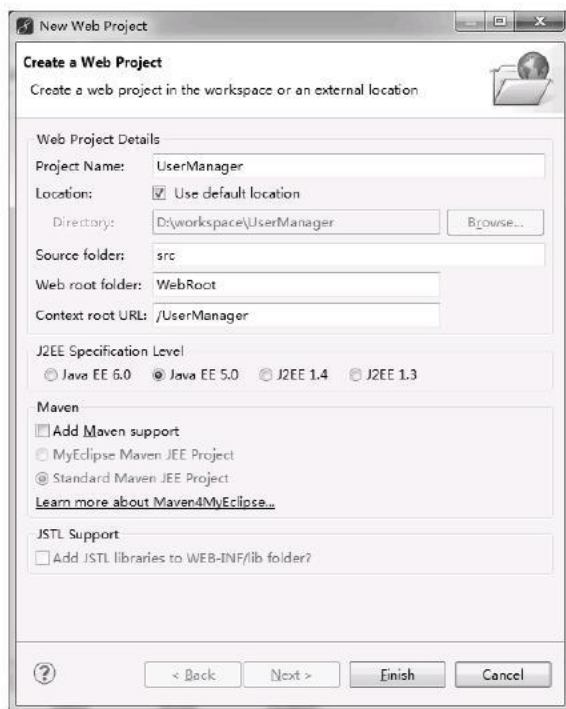 New Web Project
Create a Web Project
Create a web project in the workspace or an external location
Web Project Details
Project Name: UserManager
Location: Use default location
Directory: D:\workspace\UserManager Browse...
Source folder: src
Web root folder: WebRoot
Context root URL: /UserManager
J2EE Specification Level
Java EE 6.0 Java EE 5.0 J2EE 1.4 J2EE 1.3
Maven
Add Maven support
MyEclipse Maven JEE Project
Standard Maven JEE Project
Learn more about Maven4MyEclipse...
JSTL Support
Add JSTL libraries to WEB-INF/lib folder?
? < Back Next > Finish Cancel